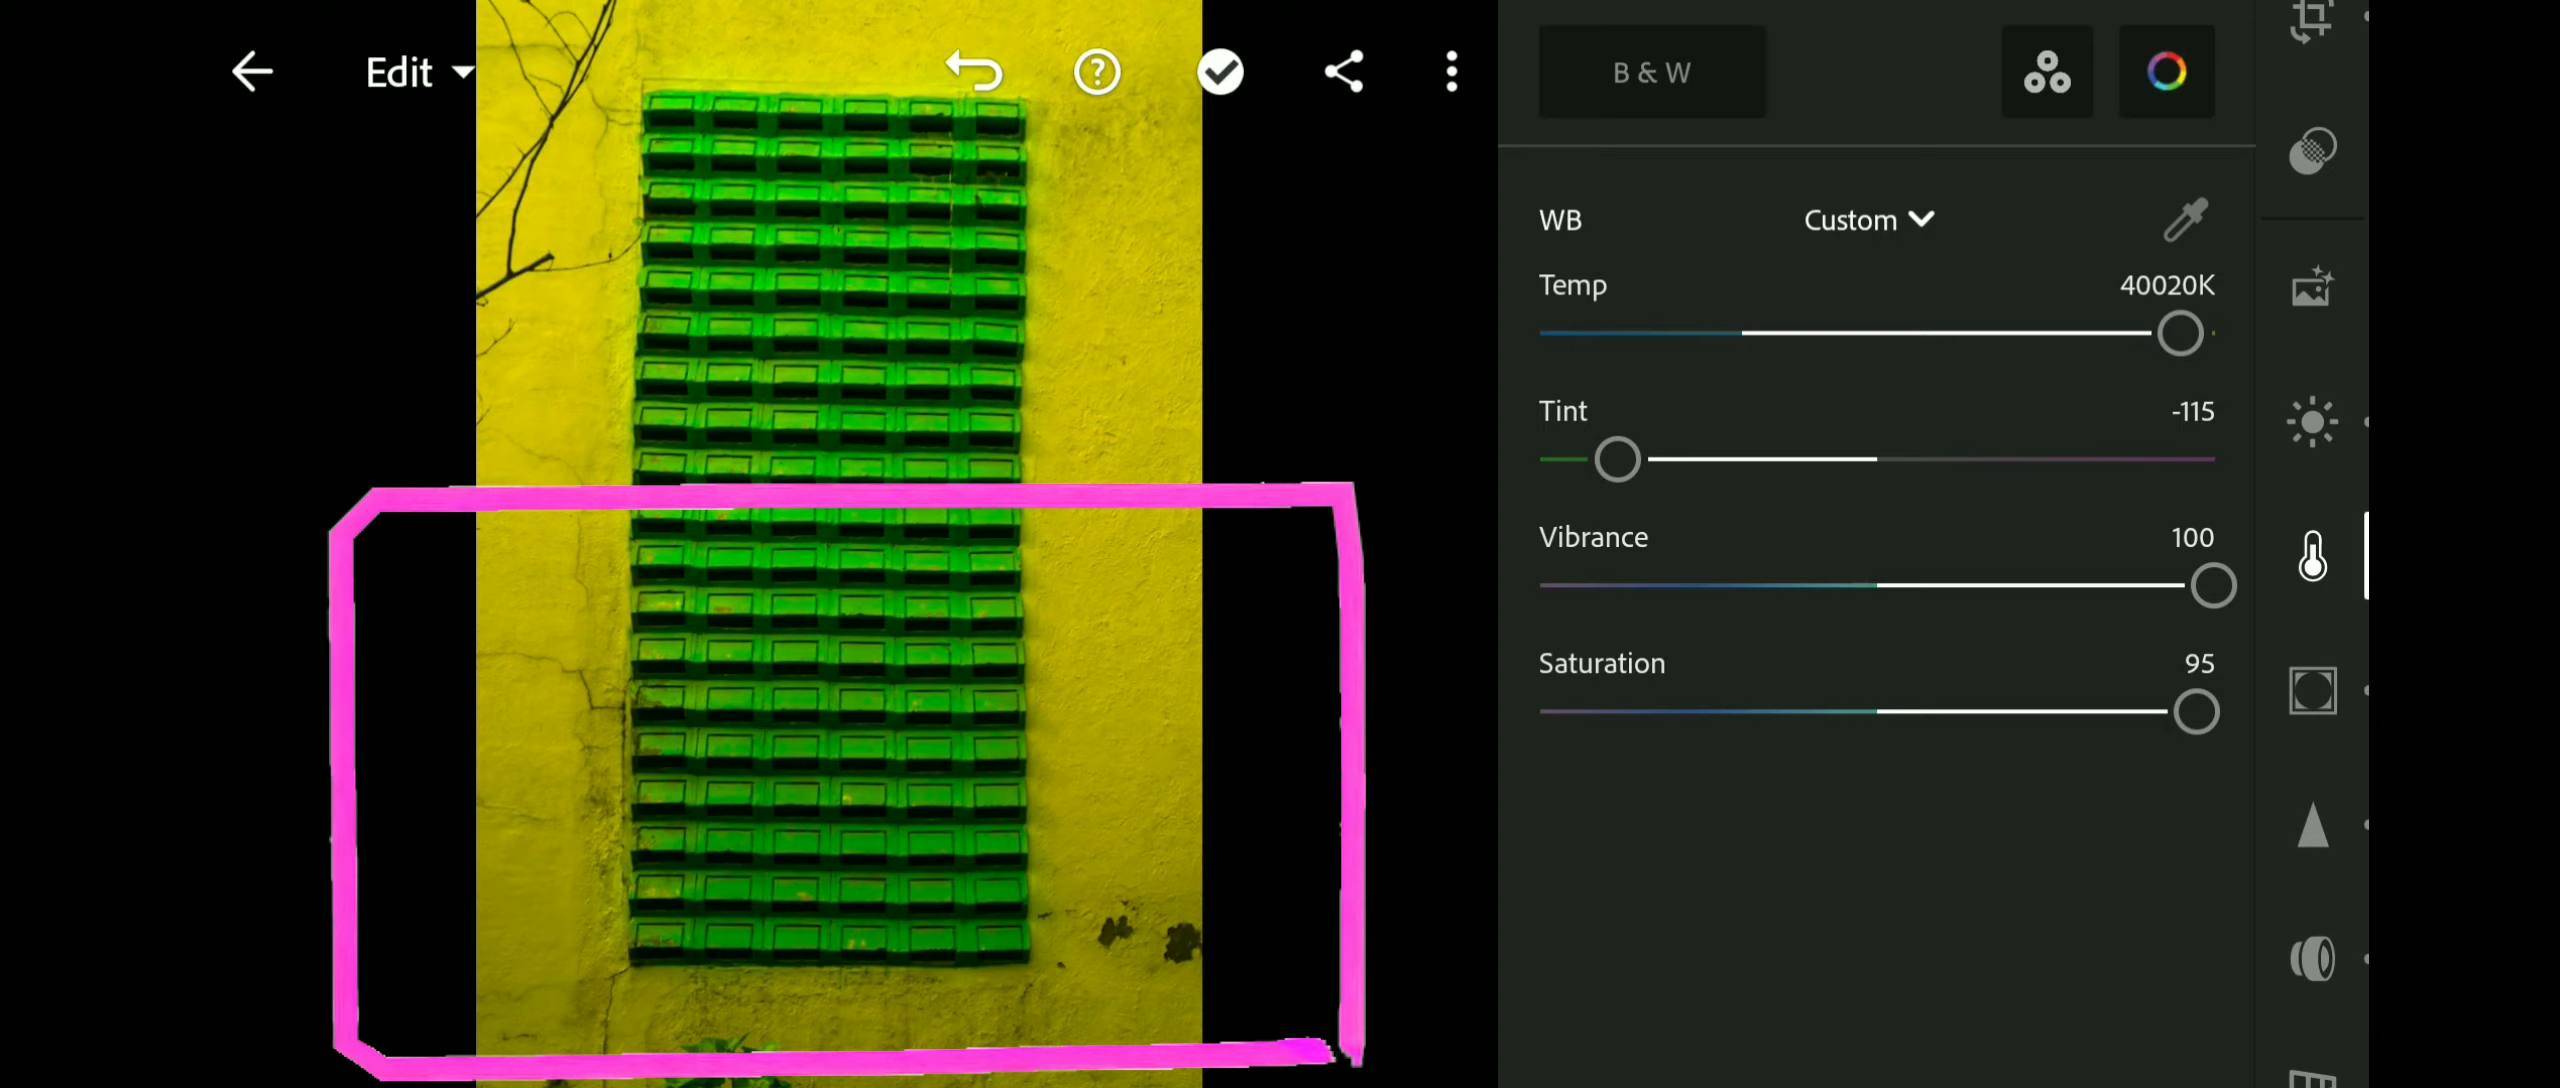 Edit
B & W
WB Custom
Temp 40020K
Tint -115
Vibrance 100
Saturation 95